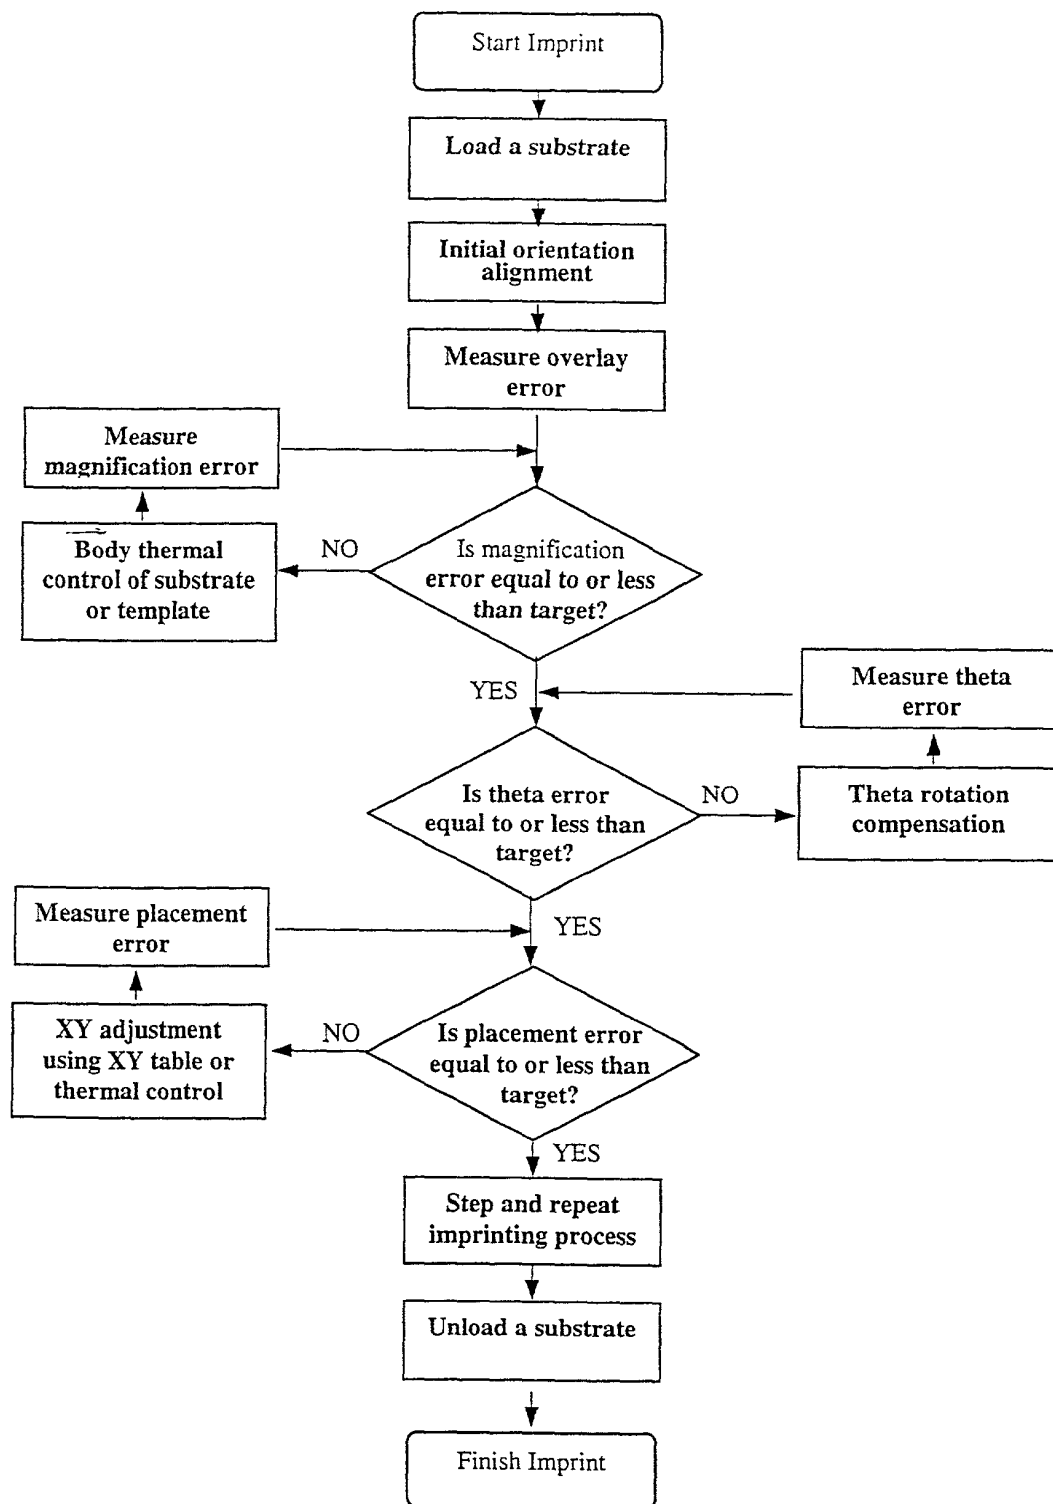 Start Imprint
Load a substrate
Initial orientation
alignment
Measure overlay
error
Measure
magnification error
Body thermal
control of substrate
or template
NO
Is magnification
error equal to or less
than target?
YES
Measure theta
error
Is theta error
equal to or less than
target?
NO
Theta rotation
compensation
YES
Measure placement
error
XY adjustment
using XY table or
thermal control
NO
Is placement error
equal to or less than
target?
YES
Step and repeat
imprinting process
Unload a substrate
Finish Imprint